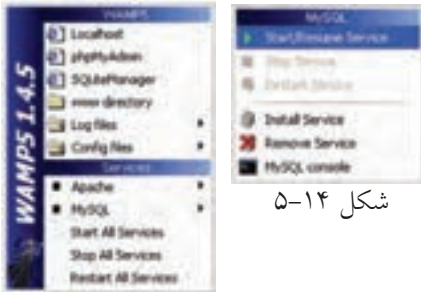 WAMP5
Localhost
phpMyAdmin
SQLiteManager
www directory
Log files
Config files
Services
Apache
MySQL
Start All Services
Stop All Services
Restart All Services
WAMP5 1.4.5
MySQL
Start/Resume Service
Stop Service
Restart Service
Install Service
Remove Service
MySQL console
شکل ۱۴-۵